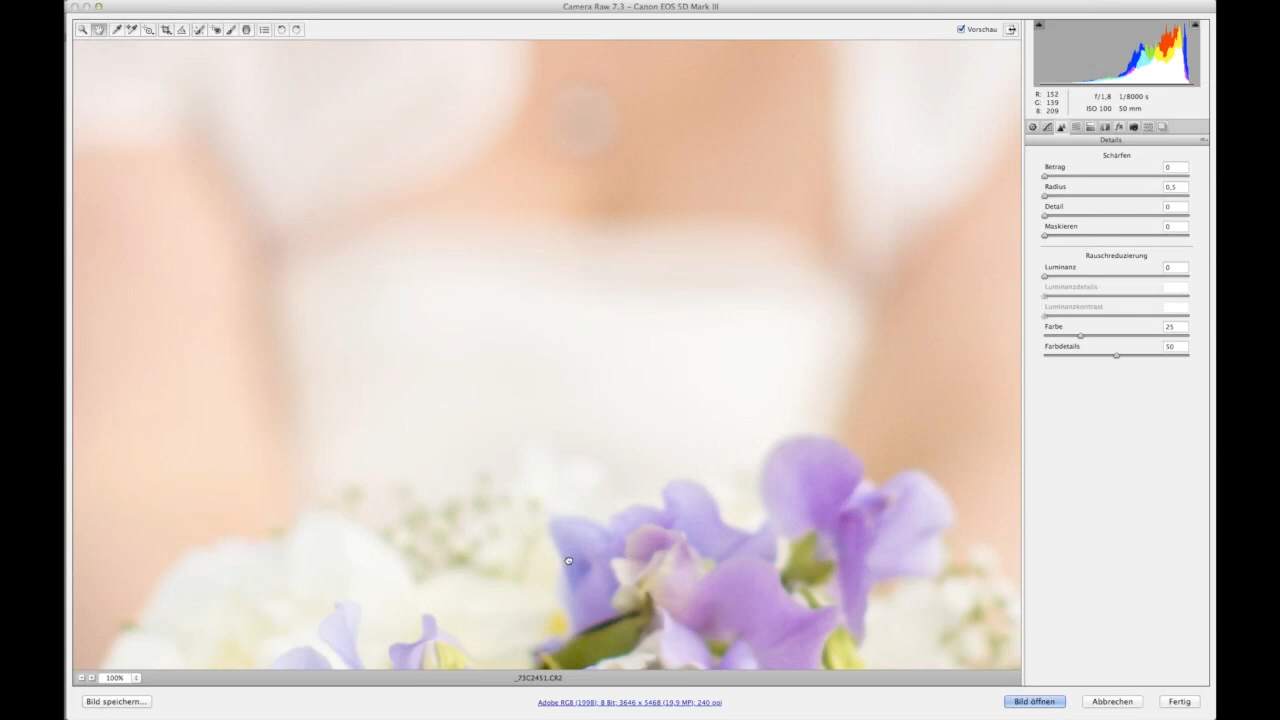 Camera Raw 7.3 – Canon EOS 5D Mark III
Vorschau
R: 152
G: 139
B: 209
f/1,8 1/8000 s
ISO 100 50 mm
Details
Schärfen
Betrag 0
Radius 0,5
Detail 0
Maskieren 0
Rauschreduzierung
Luminanz 0
Luminanzdetails
Luminanzkontrast
Farbe 25
Farbdetails 50
100%
_73C2451.CR2
Bild speichern...
Adobe RGB (1998); 8 Bit; 3646 x 5468 (19,9 MP); 240 ppi
Bild öffnen
Abbrechen
Fertig